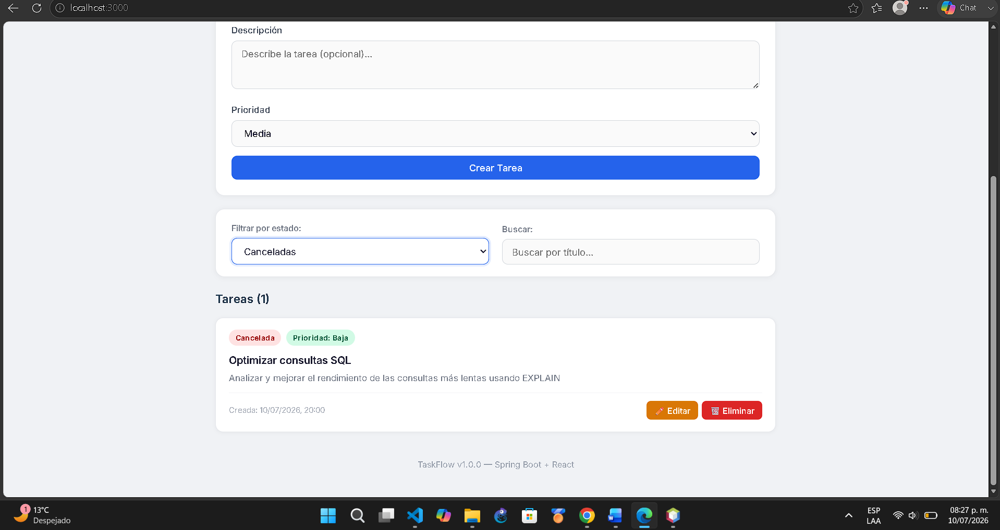 localhost:3000
Chat
Descripción
Describe la tarea (opcional)...
Prioridad
Media
Crear Tarea
Filtrar por estado:
Buscar:
Canceladas
Buscar por título...
Tareas (1)
Cancelada
Prioridad: Baja
Optimizar consultas SQL
Analizar y mejorar el rendimiento de las consultas más lentas usando EXPLAIN
Creada: 10/07/2026, 20:00
Editar
Eliminar
TaskFlow v1.0.0 — Spring Boot + React
1
13°C
Despejado
W
ESP
LAA
08:27 p. m.
10/07/2026